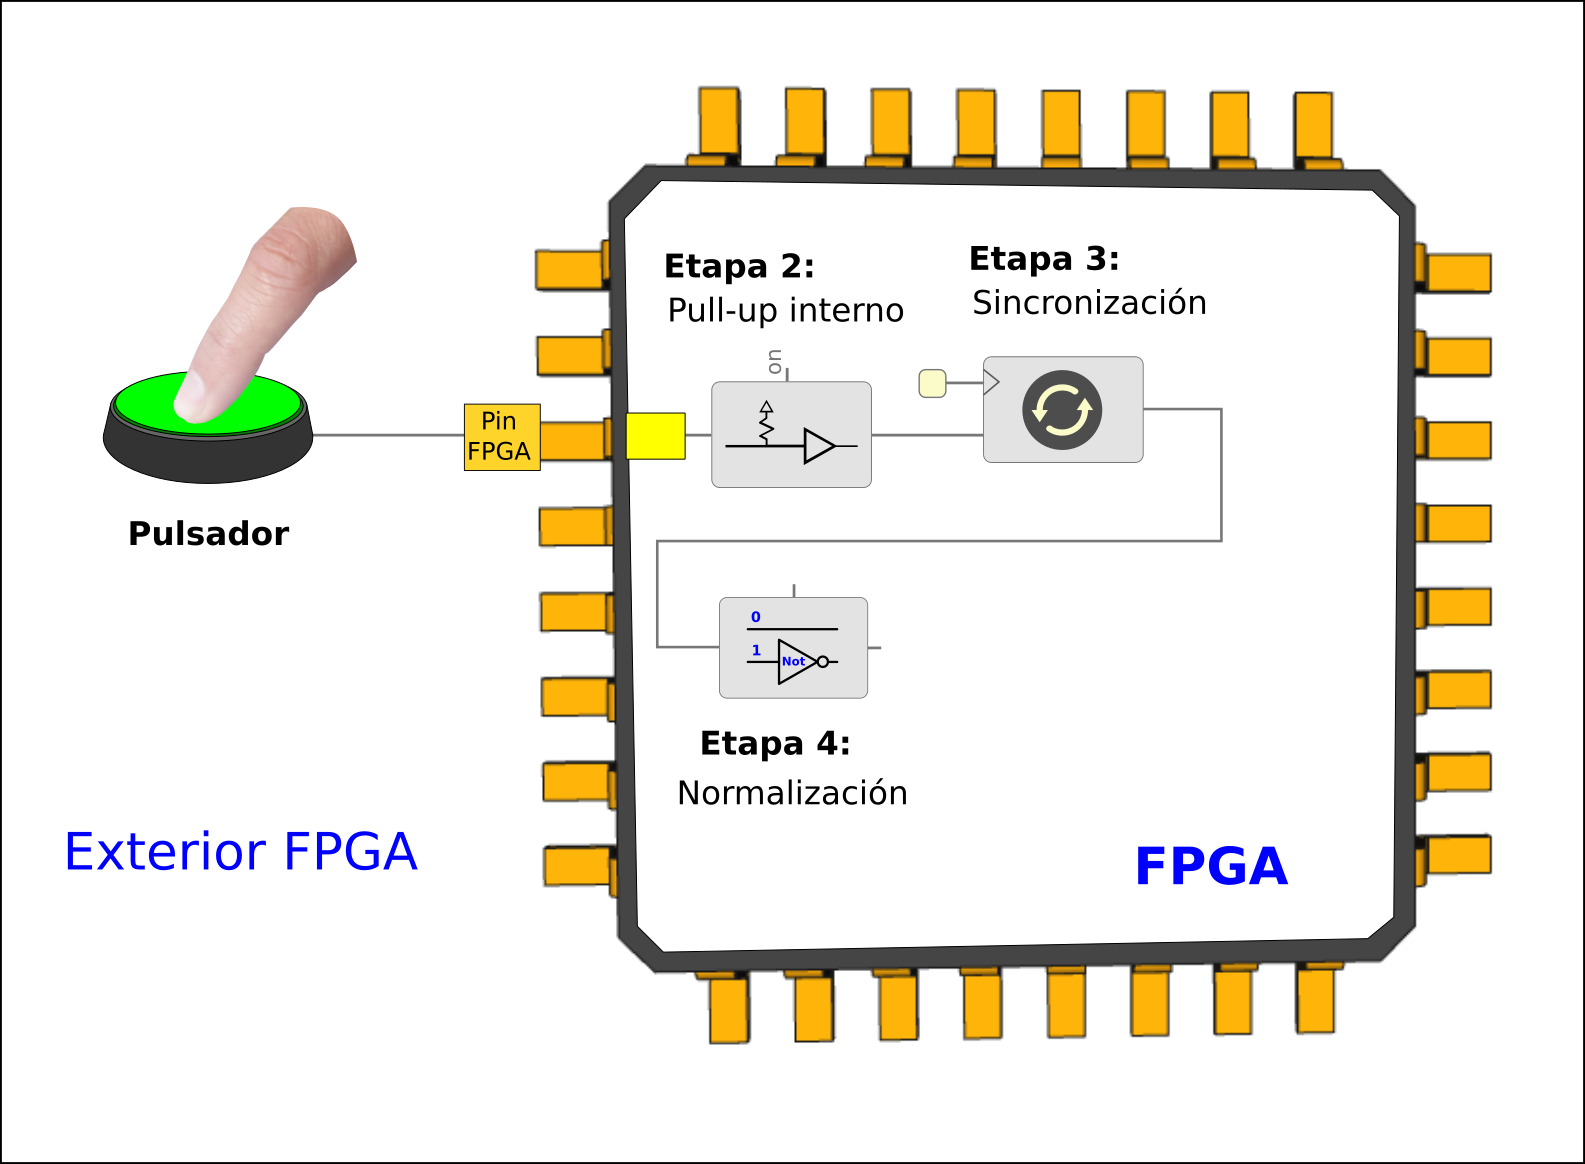 Etapa 2:
Pull-up interno
Etapa 3:
Sincronización
on
Pin
FPGA
Pulsador
0
1
Not
Etapa 4:
Normalización
Exterior FPGA
FPGA